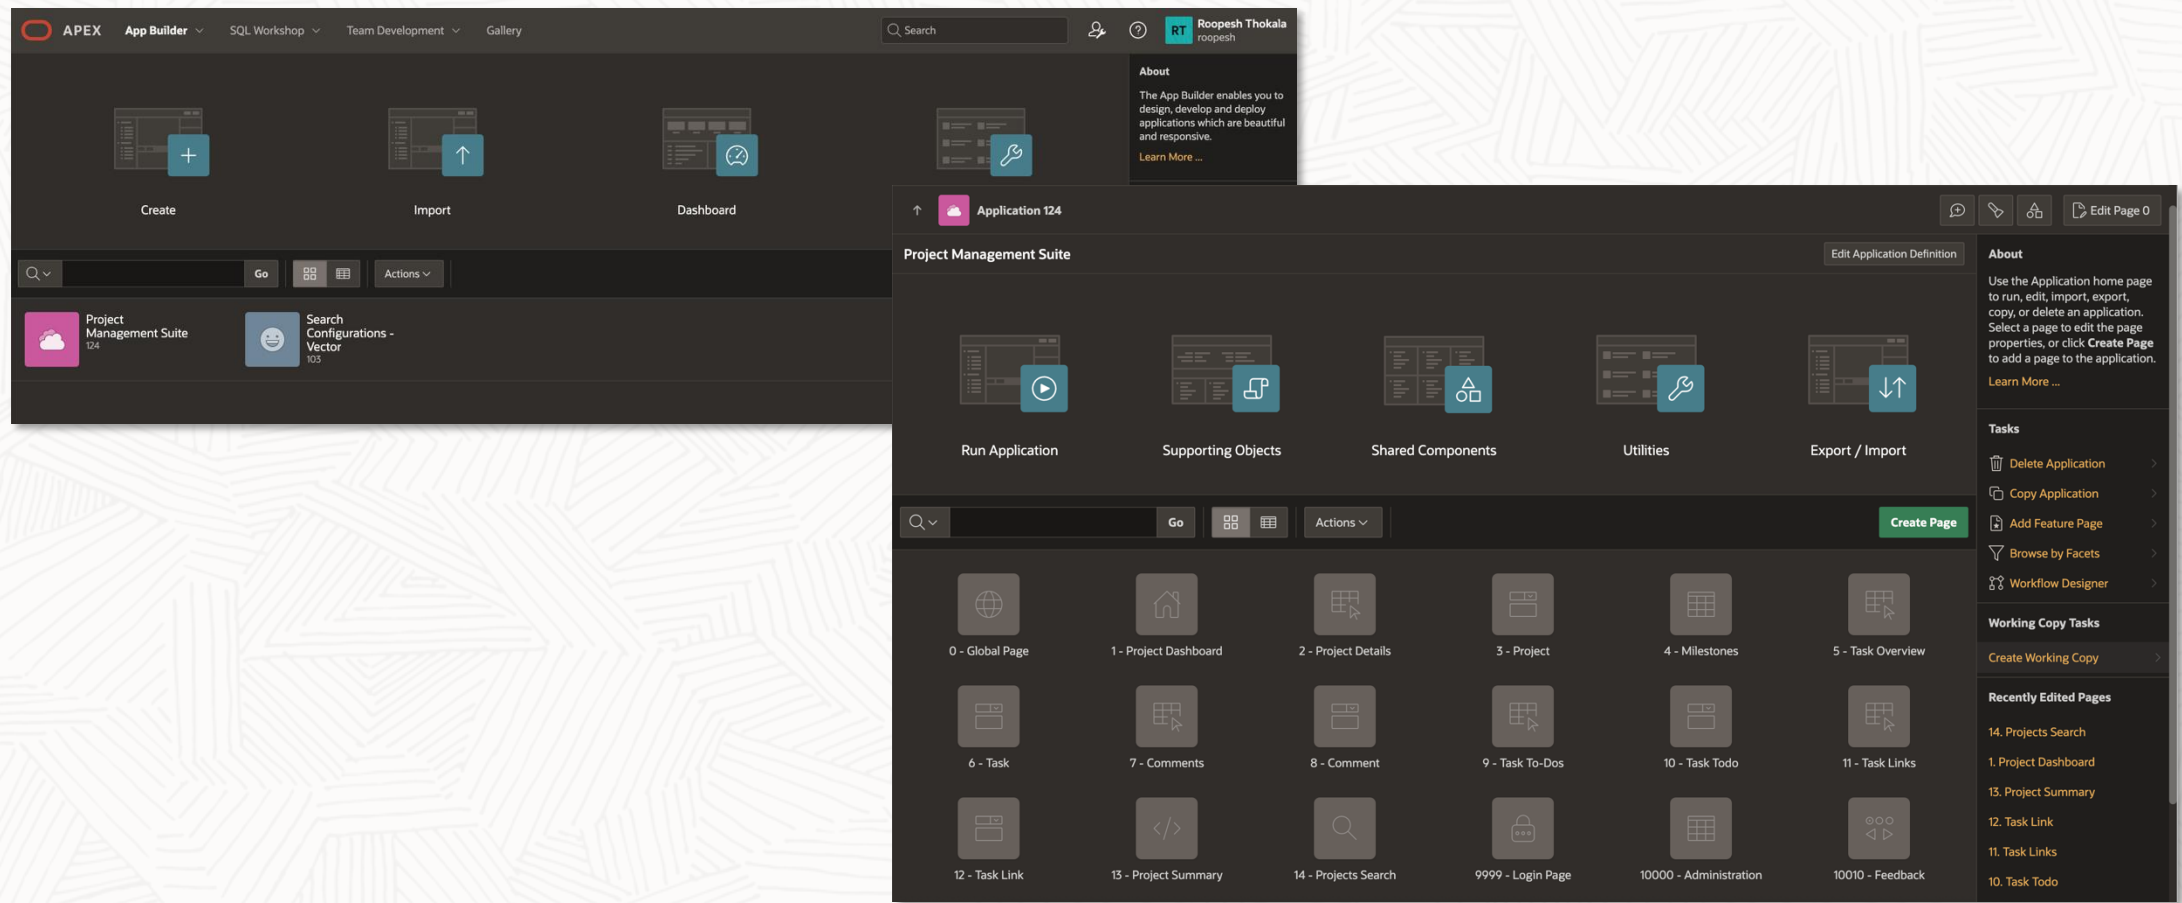 APEX
App Builder
SQL Workshop
Team Development
Gallery
Search
RT
Roopesh Thokala
roopesh
Create
Import
Dashboard
About
The App Builder enables you to
design, develop and deploy
applications which are beautiful
and responsive.
Learn More ...
Go
Actions
Project
Management Suite
124
Search
Configurations -
Vector
103
Application 124
Edit Page 0
Project Management Suite
Edit Application Definition
Run Application
Supporting Objects
Shared Components
Utilities
Export / Import
Go
Actions
Create Page
0 - Global Page
1 - Project Dashboard
2 - Project Details
3 - Project
4 - Milestones
5 - Task Overview
6 - Task
7 - Comments
8 - Comment
9 - Task To-Dos
10 - Task Todo
11 - Task Links
12 - Task Link
13 - Project Summary
14 - Projects Search
9999 - Login Page
10000 - Administration
10010 - Feedback
About
Use the Application home page
to run, edit, import, export,
copy, or delete an application.
Select a page to edit the page
properties, or click Create Page
to add a page to the application.
Learn More ...
Tasks
Delete Application
Copy Application
Add Feature Page
Browse by Facets
Workflow Designer
Working Copy Tasks
Create Working Copy
Recently Edited Pages
14. Projects Search
1. Project Dashboard
13. Project Summary
12. Task Link
11. Task Links
10. Task Todo